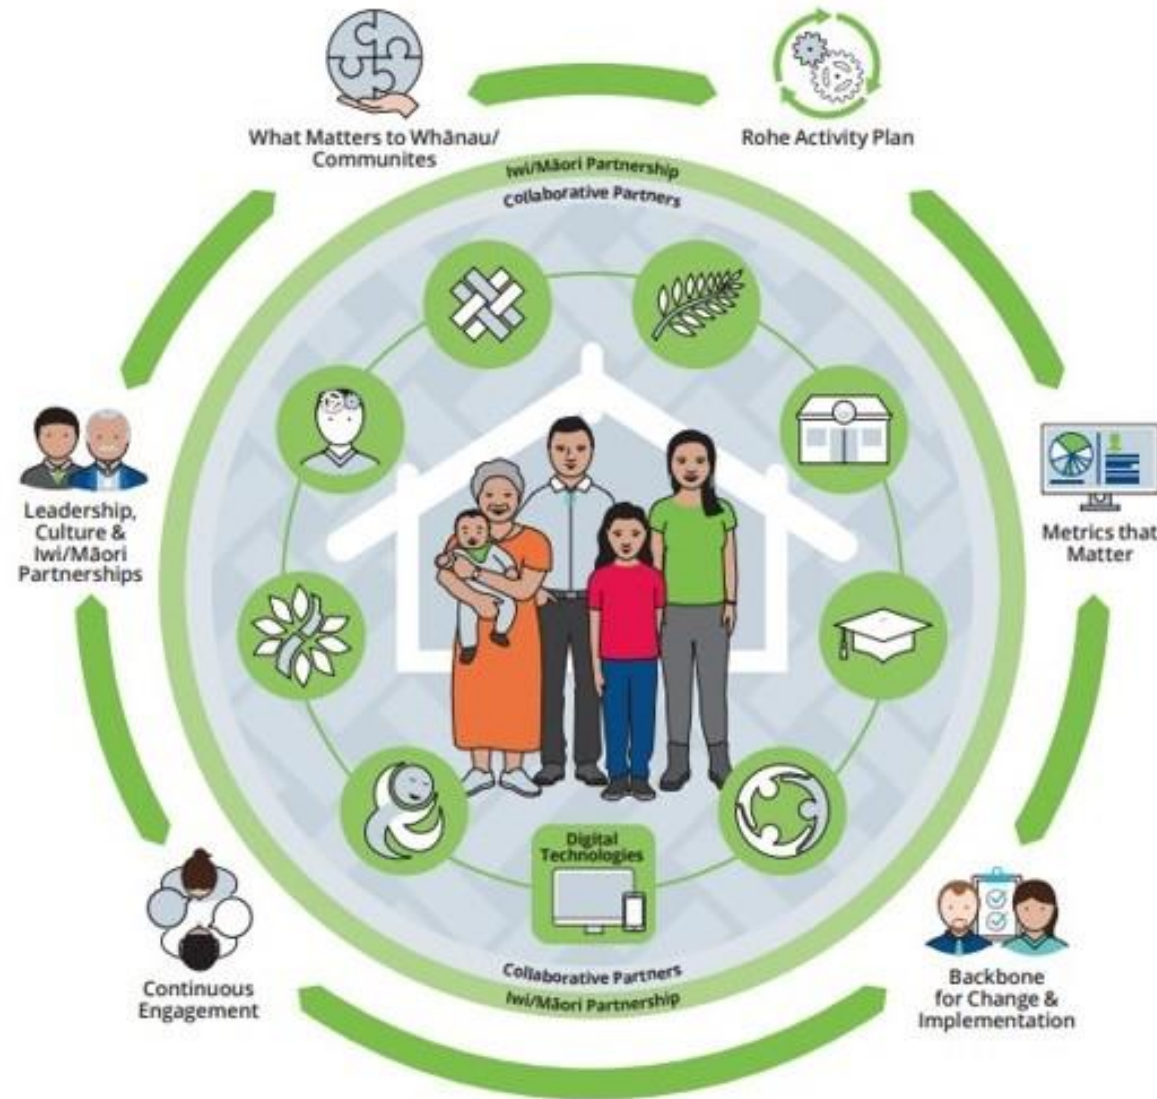 What Matters to Whānau/
Communites
Rohe Activity Plan
Iwi/Māori Partnership
Collaborative Partners
Leadership,
Culture &
Iwi/Māori
Partnerships
Metrics that
Matter
Digital
Technologies
Continuous
Engagement
Backbone
for Change &
Implementation
Collaborative Partners
Iwi/Māori Partnership